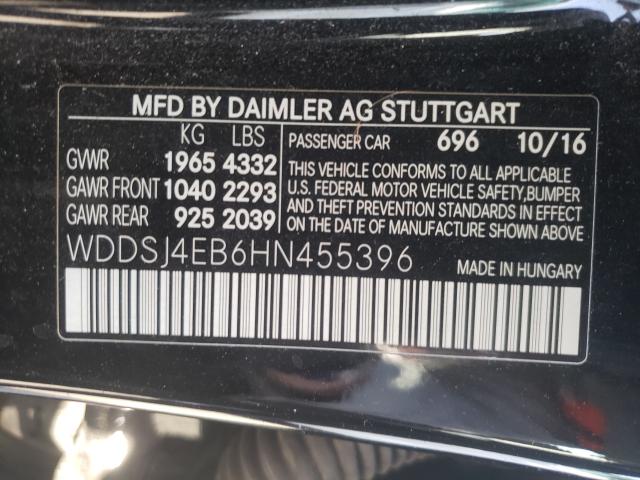 MFD BY DAIMLER AG STUTTGART
KG LBS
GVWR 1965 4332
GAWR FRONT 1040 2293
GAWR REAR 925 2039
PASSENGER CAR 696 10/16
THIS VEHICLE CONFORMS TO ALL APPLICABLE
U.S. FEDERAL MOTOR VEHICLE SAFETY,BUMPER
AND THEFT PREVENTION STANDARDS IN EFFECT
ON THE DATE OF MANUFACTURE SHOWN ABOVE.
WDDSJ4EB6HN455396 MADE IN HUNGARY